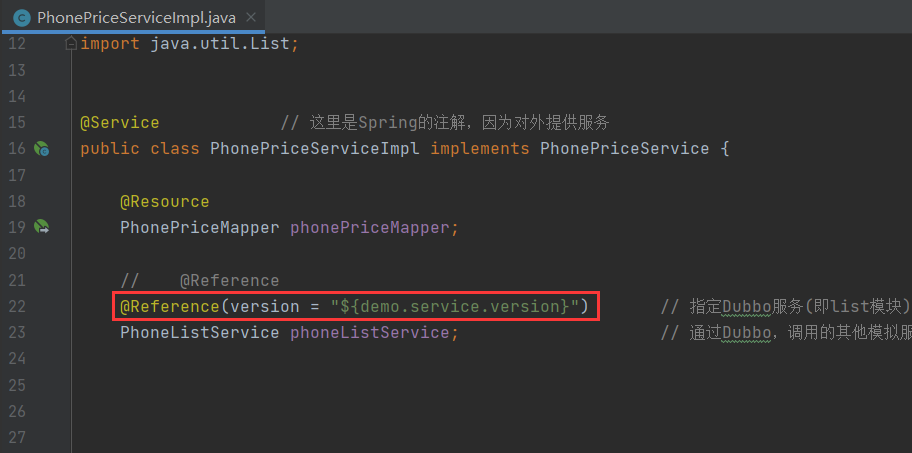 PhonePriceServiceImpl.java
12 import java.util.List;
13
14
15 @Service // 这里是Spring的注解，因为对外提供服务
16 public class PhonePriceServiceImpl implements PhonePriceService {
17
18 @Resource
19 PhonePriceMapper phonePriceMapper;
20
21 // @Reference
22 @Reference(version = "${demo.service.version}") // 指定Dubbo服务(即list模块)
23 PhoneListService phoneListService; // 通过Dubbo，调用的其他模拟服
24
25
26
27